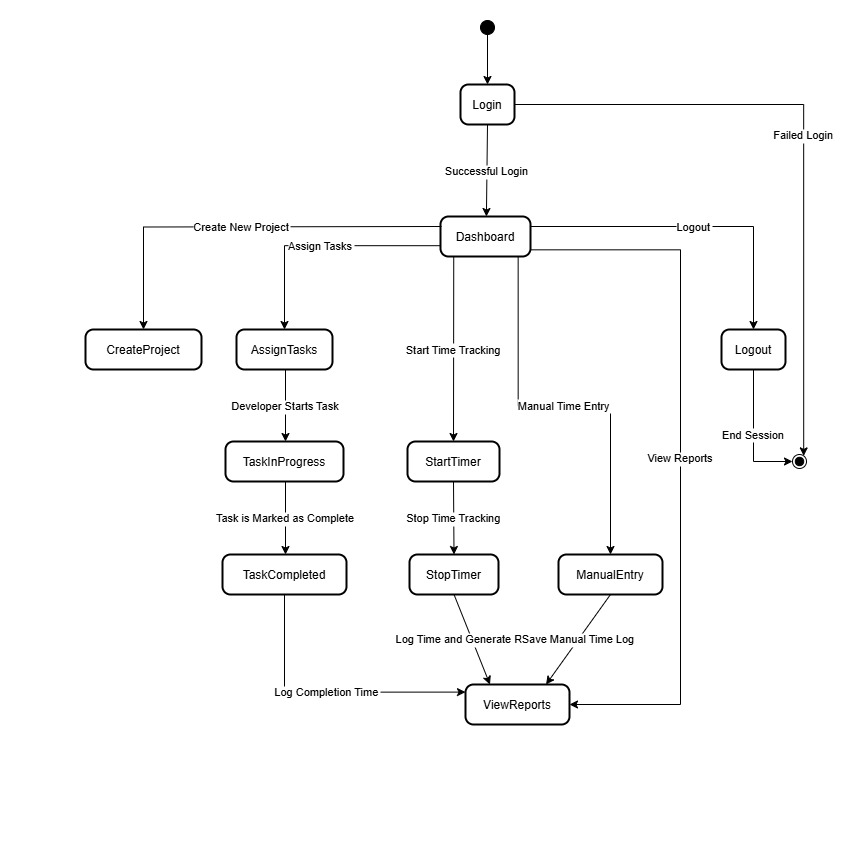 Login
Failed Login
Successful Login
Dashboard
Create New Project
Logout
Assign Tasks
CreateProject
AssignTasks
Start Time Tracking
Logout
Developer Starts Task
Manual Time Entry
End Session
TaskInProgress
StartTimer
View Reports
Task is Marked as Complete
Stop Time Tracking
TaskCompleted
StopTimer
ManualEntry
Log Time and Generate R
Save Manual Time Log
Log Completion Time
ViewReports